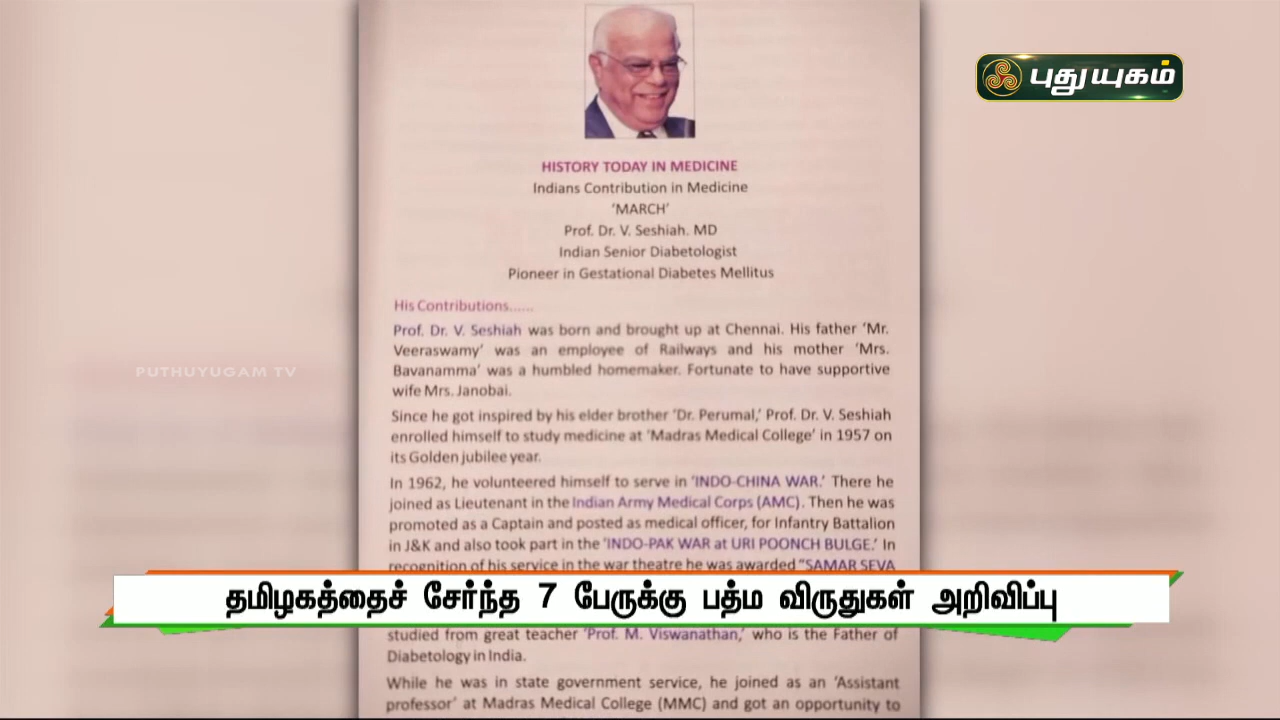 புதுயுகம்
HISTORY TODAY IN MEDICINE
Indians Contribution in Medicine
‘MARCH’
Prof. Dr. V. Seshiah. MD
Indian Senior Diabetologist
Pioneer in Gestational Diabetes Mellitus
His Contributions......
Prof. Dr. V. Seshiah was born and brought up at Chennai. His father ‘Mr.
Veeraswamy’ was an employee of Railways and his mother ‘Mrs.
Bavanamma’ was a humbled homemaker. Fortunate to have supportive
wife Mrs. Janobai.
PUTHUYUGAM TV
Since he got inspired by his elder brother ‘Dr. Perumal,’ Prof. Dr. V. Seshiah
enrolled himself to study medicine at ‘Madras Medical College’ in 1957 on
its Golden jubilee year.
In 1962, he volunteered himself to serve in ‘INDO-CHINA WAR.’ There he
joined as Lieutenant in the Indian Army Medical Corps (AMC). Then he was
promoted as a Captain and posted as medical officer, for Infantry Battalion
in J&K and also took part in the ‘INDO-PAK WAR at URI POONCH BULGE.’ In
recognition of his service in the war theatre he was awarded “SAMAR SEVA
தமிழகத்தைச் சேர்ந்த 7 பேருக்கு பத்ம விருதுகள் அறிவிப்பு
studied from great teacher ‘Prof. M. Viswanathan,’ who is the Father of
Diabetology in India.
While he was in state government service, he joined as an ‘Assistant
professor’ at Madras Medical College (MMC) and got an opportunity to